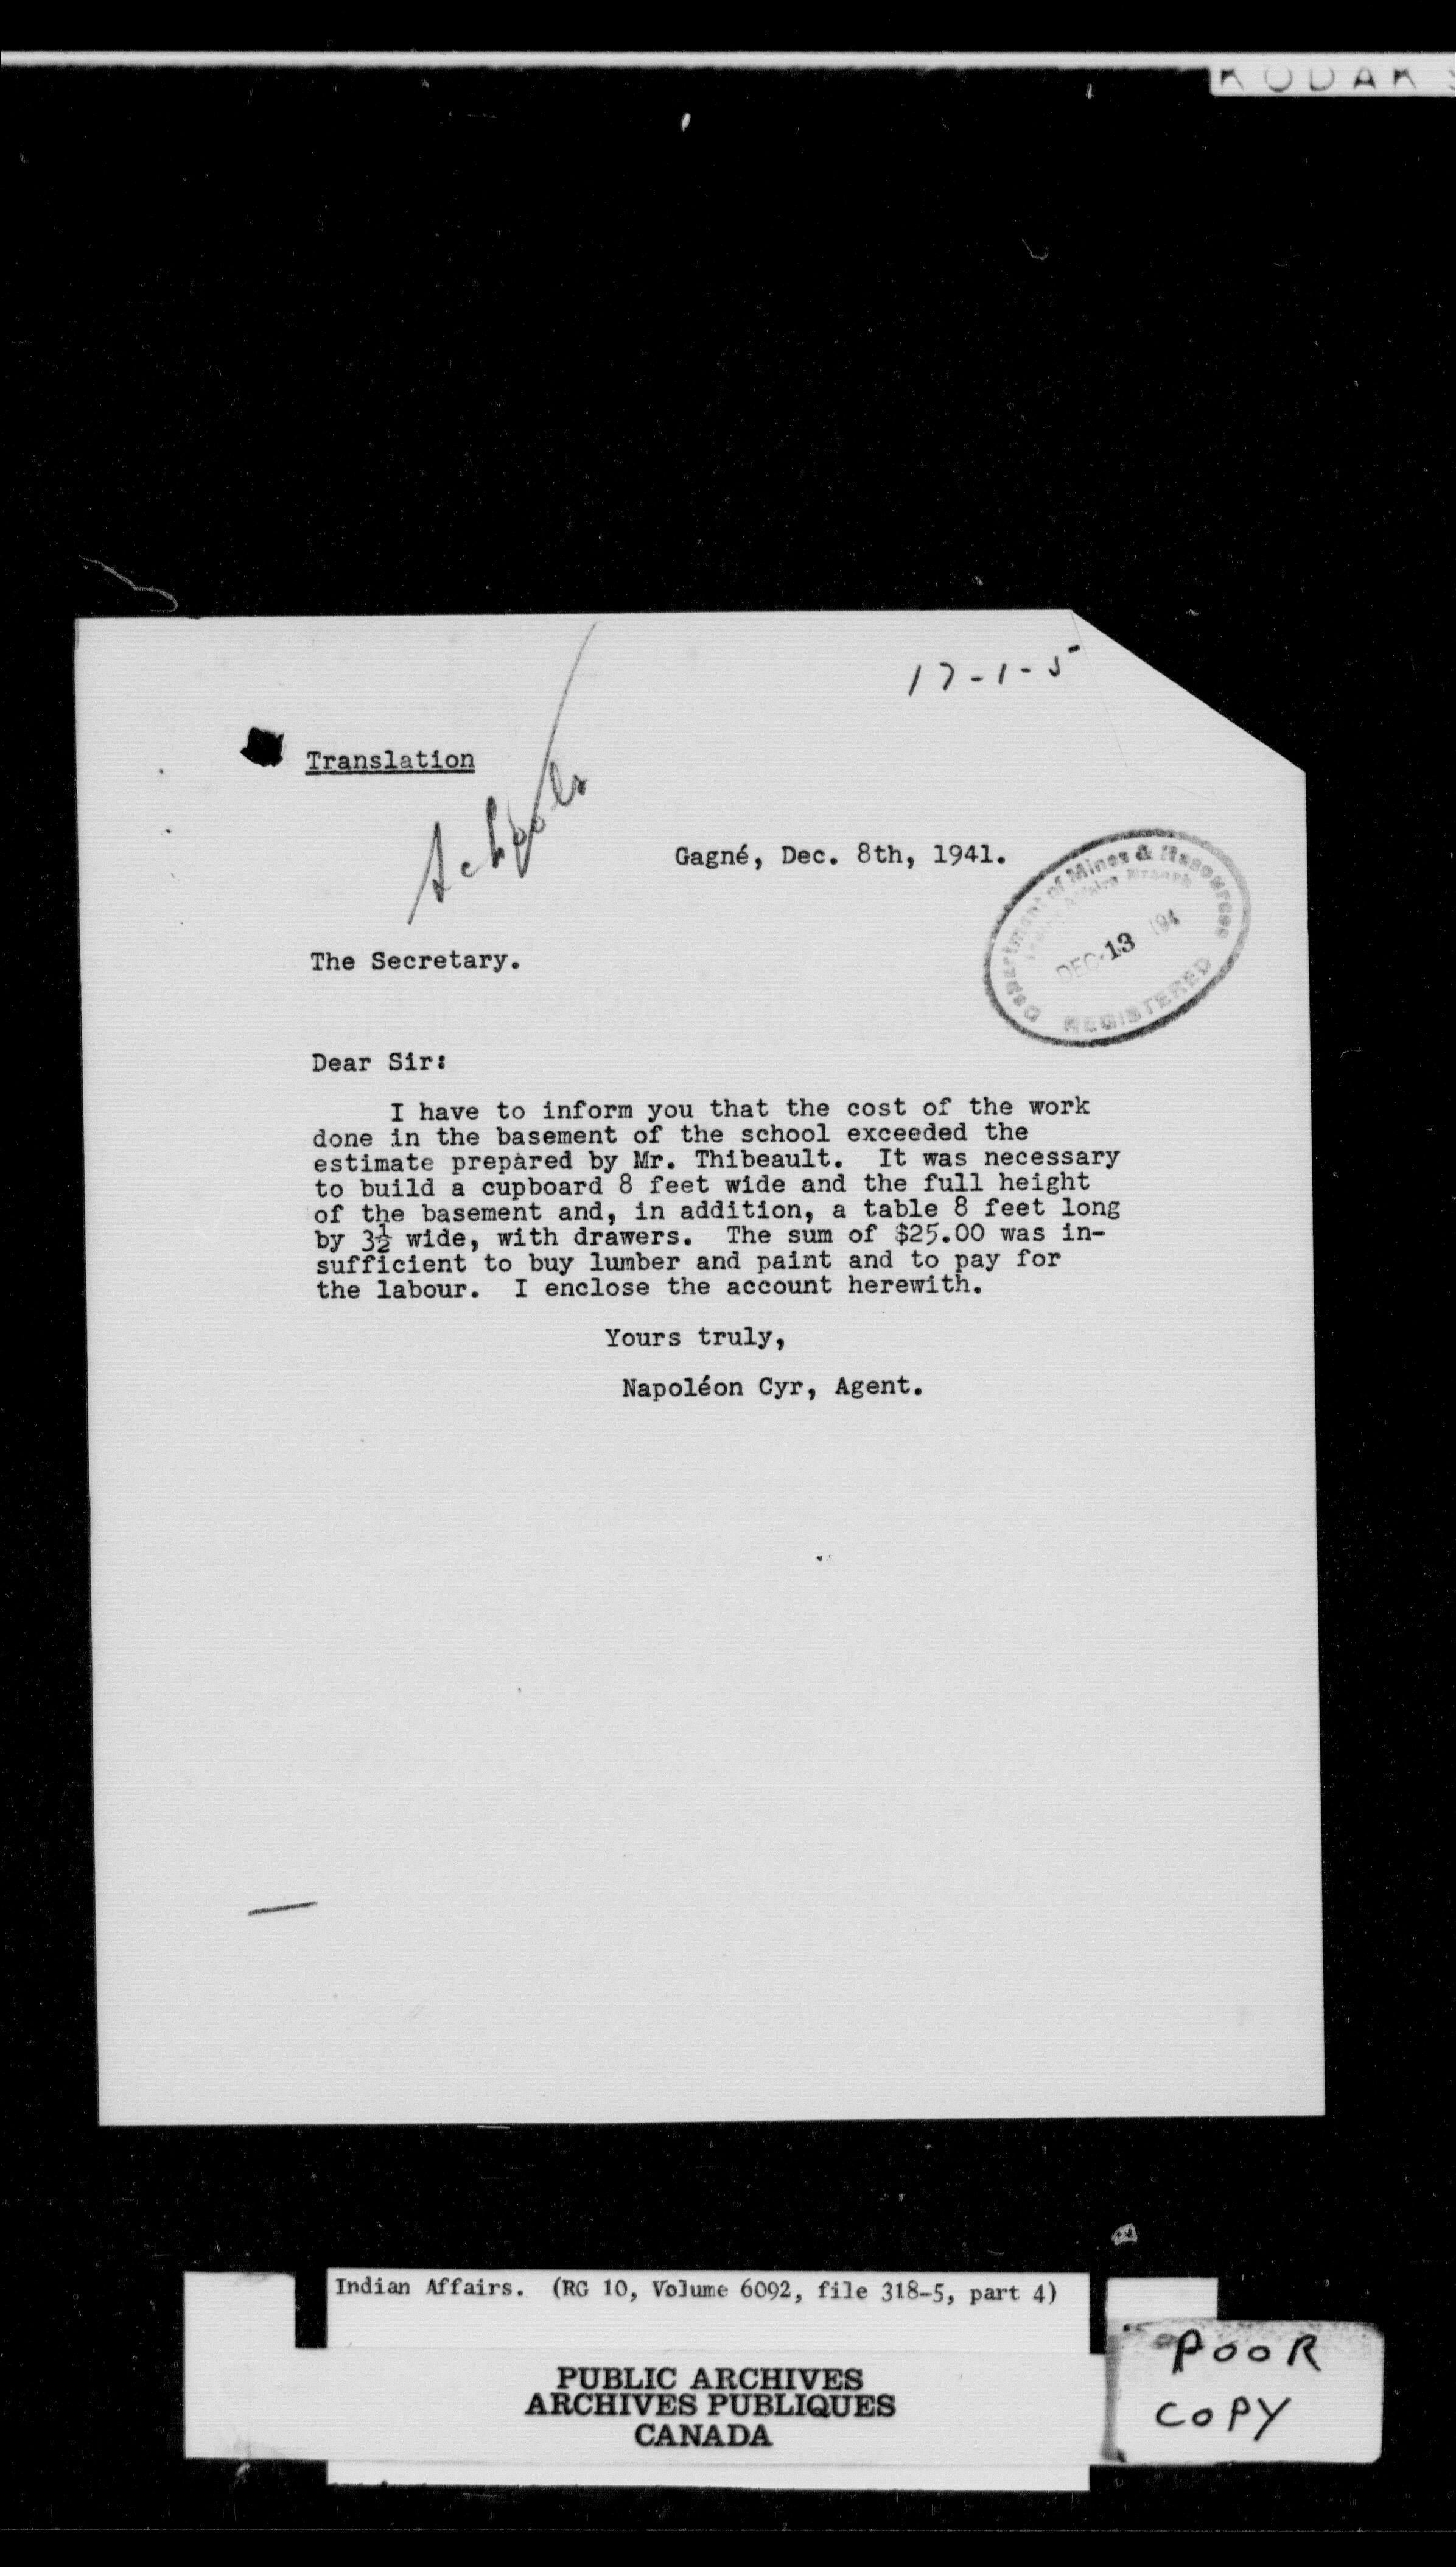 KODAK
17-1-5
Translation
Schools
Gagné, Dec. 8th, 1941.
Department of Mines & Resources
Indian Affairs Branch
DEC 13 194
REGISTERED
The Secretary.
Dear Sir:
I have to inform you that the cost of the work
done in the basement of the school exceeded the
estimate prepared by Mr. Thibeault. It was necessary
to build a cupboard 8 feet wide and the full height
of the basement and, in addition, a table 8 feet long
by 3½ wide, with drawers. The sum of $25.00 was in-
sufficient to buy lumber and paint and to pay for
the labour. I enclose the account herewith.
Yours truly,
Napoléon Cyr, Agent.
Indian Affairs. (RG 10, Volume 6092, file 318-5, part 4)
PUBLIC ARCHIVES
ARCHIVES PUBLIQUES
CANADA
POOR
COPY